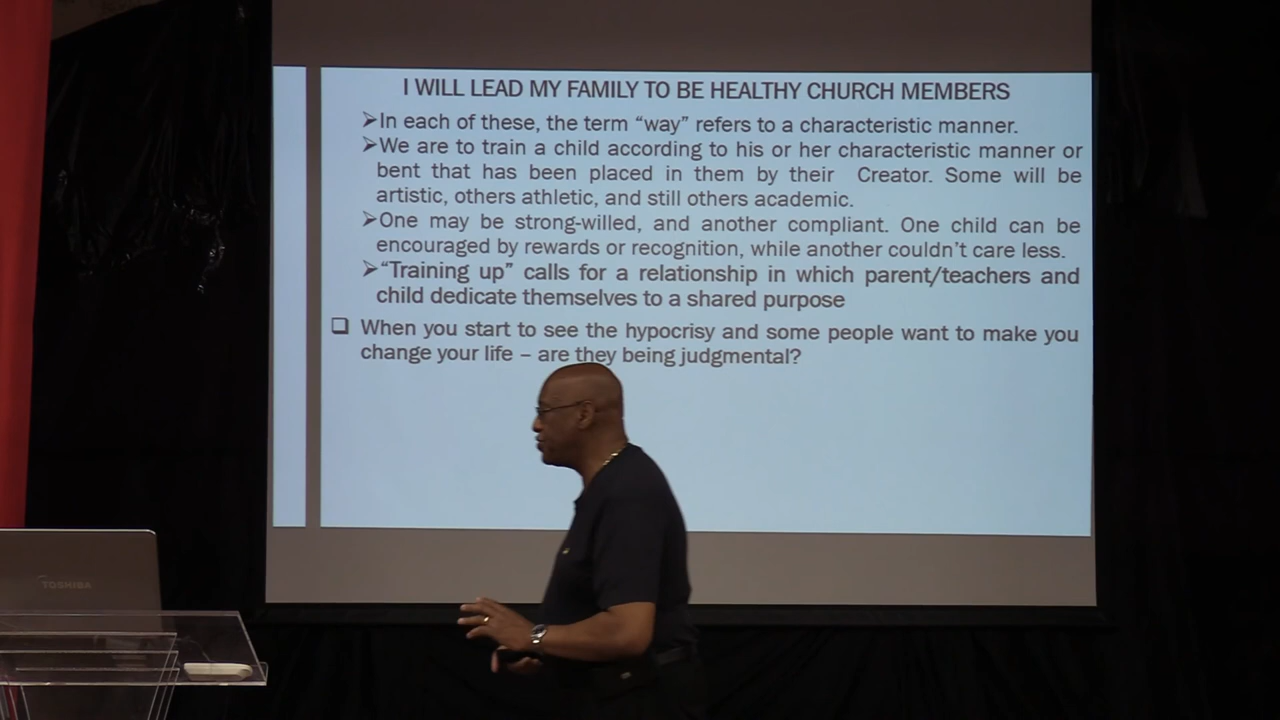 I WILL LEAD MY FAMILY TO BE HEALTHY CHURCH MEMBERS
➢In each of these, the term “way” refers to a characteristic manner.
➢We are to train a child according to his or her characteristic manner or
bent that has been placed in them by their Creator. Some will be
artistic, others athletic, and still others academic.
➢One may be strong-willed, and another compliant. One child can be
encouraged by rewards or recognition, while another couldn’t care less.
➢“Training up” calls for a relationship in which parent/teachers and
child dedicate themselves to a shared purpose
❑ When you start to see the hypocrisy and some people want to make you
change your life – are they being judgmental?
TOSHIBA